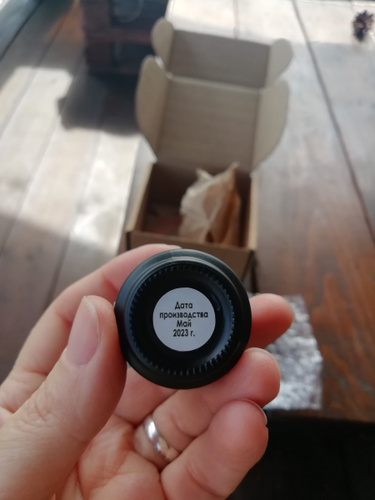 Дата
производства
Май
2023 г.